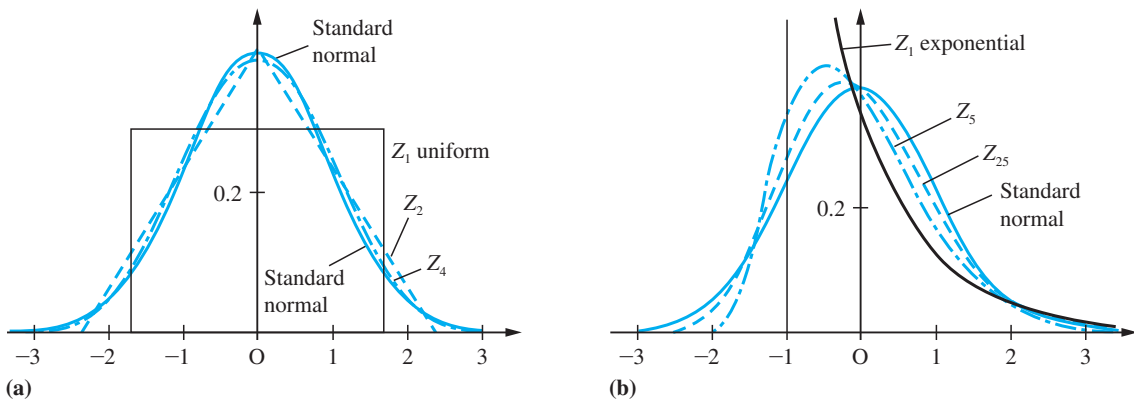 Standard
normal
Z₁ uniform
0.2
Z₂
Z₄
Standard
normal
−3 −2 −1 O 1 2 3
(a)
Z₁ exponential
Z₅
Z₂₅
Standard
normal
0.2
−3 −2 −1 O 1 2 3
(b)